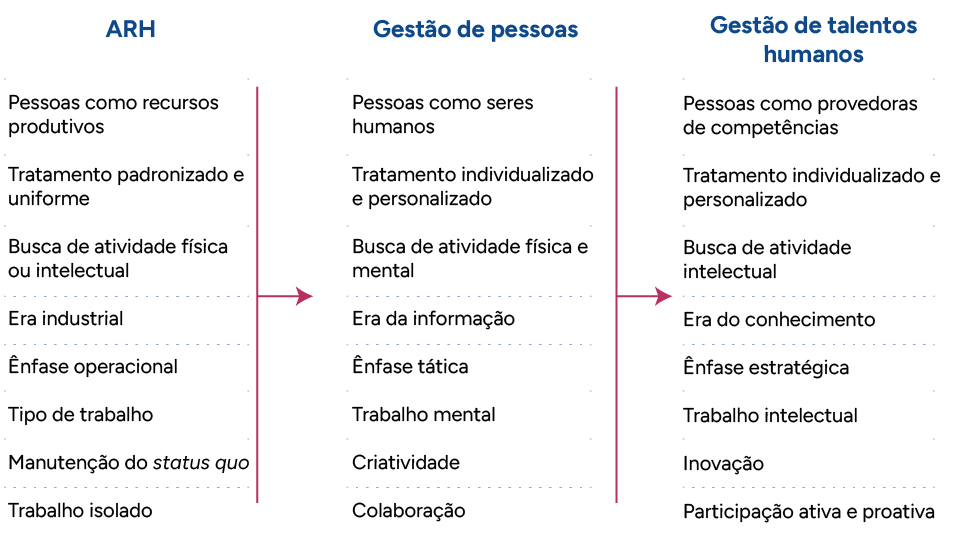 ARH
Pessoas como recursos
produtivos
Tratamento padronizado e
uniforme
Busca de atividade física
ou intelectual
Era industrial
Ênfase operacional
Tipo de trabalho
Manutenção do status quo
Trabalho isolado
Gestão de pessoas
Pessoas como seres
humanos
Tratamento individualizado
e personalizado
Busca de atividade física e
mental
Era da informação
Ênfase tática
Trabalho mental
Criatividade
Colaboração
Gestão de talentos
humanos
Pessoas como provedoras
de competências
Tratamento individualizado e
personalizado
Busca de atividade
intelectual
Era do conhecimento
Ênfase estratégica
Trabalho intelectual
Inovação
Participação ativa e proativa